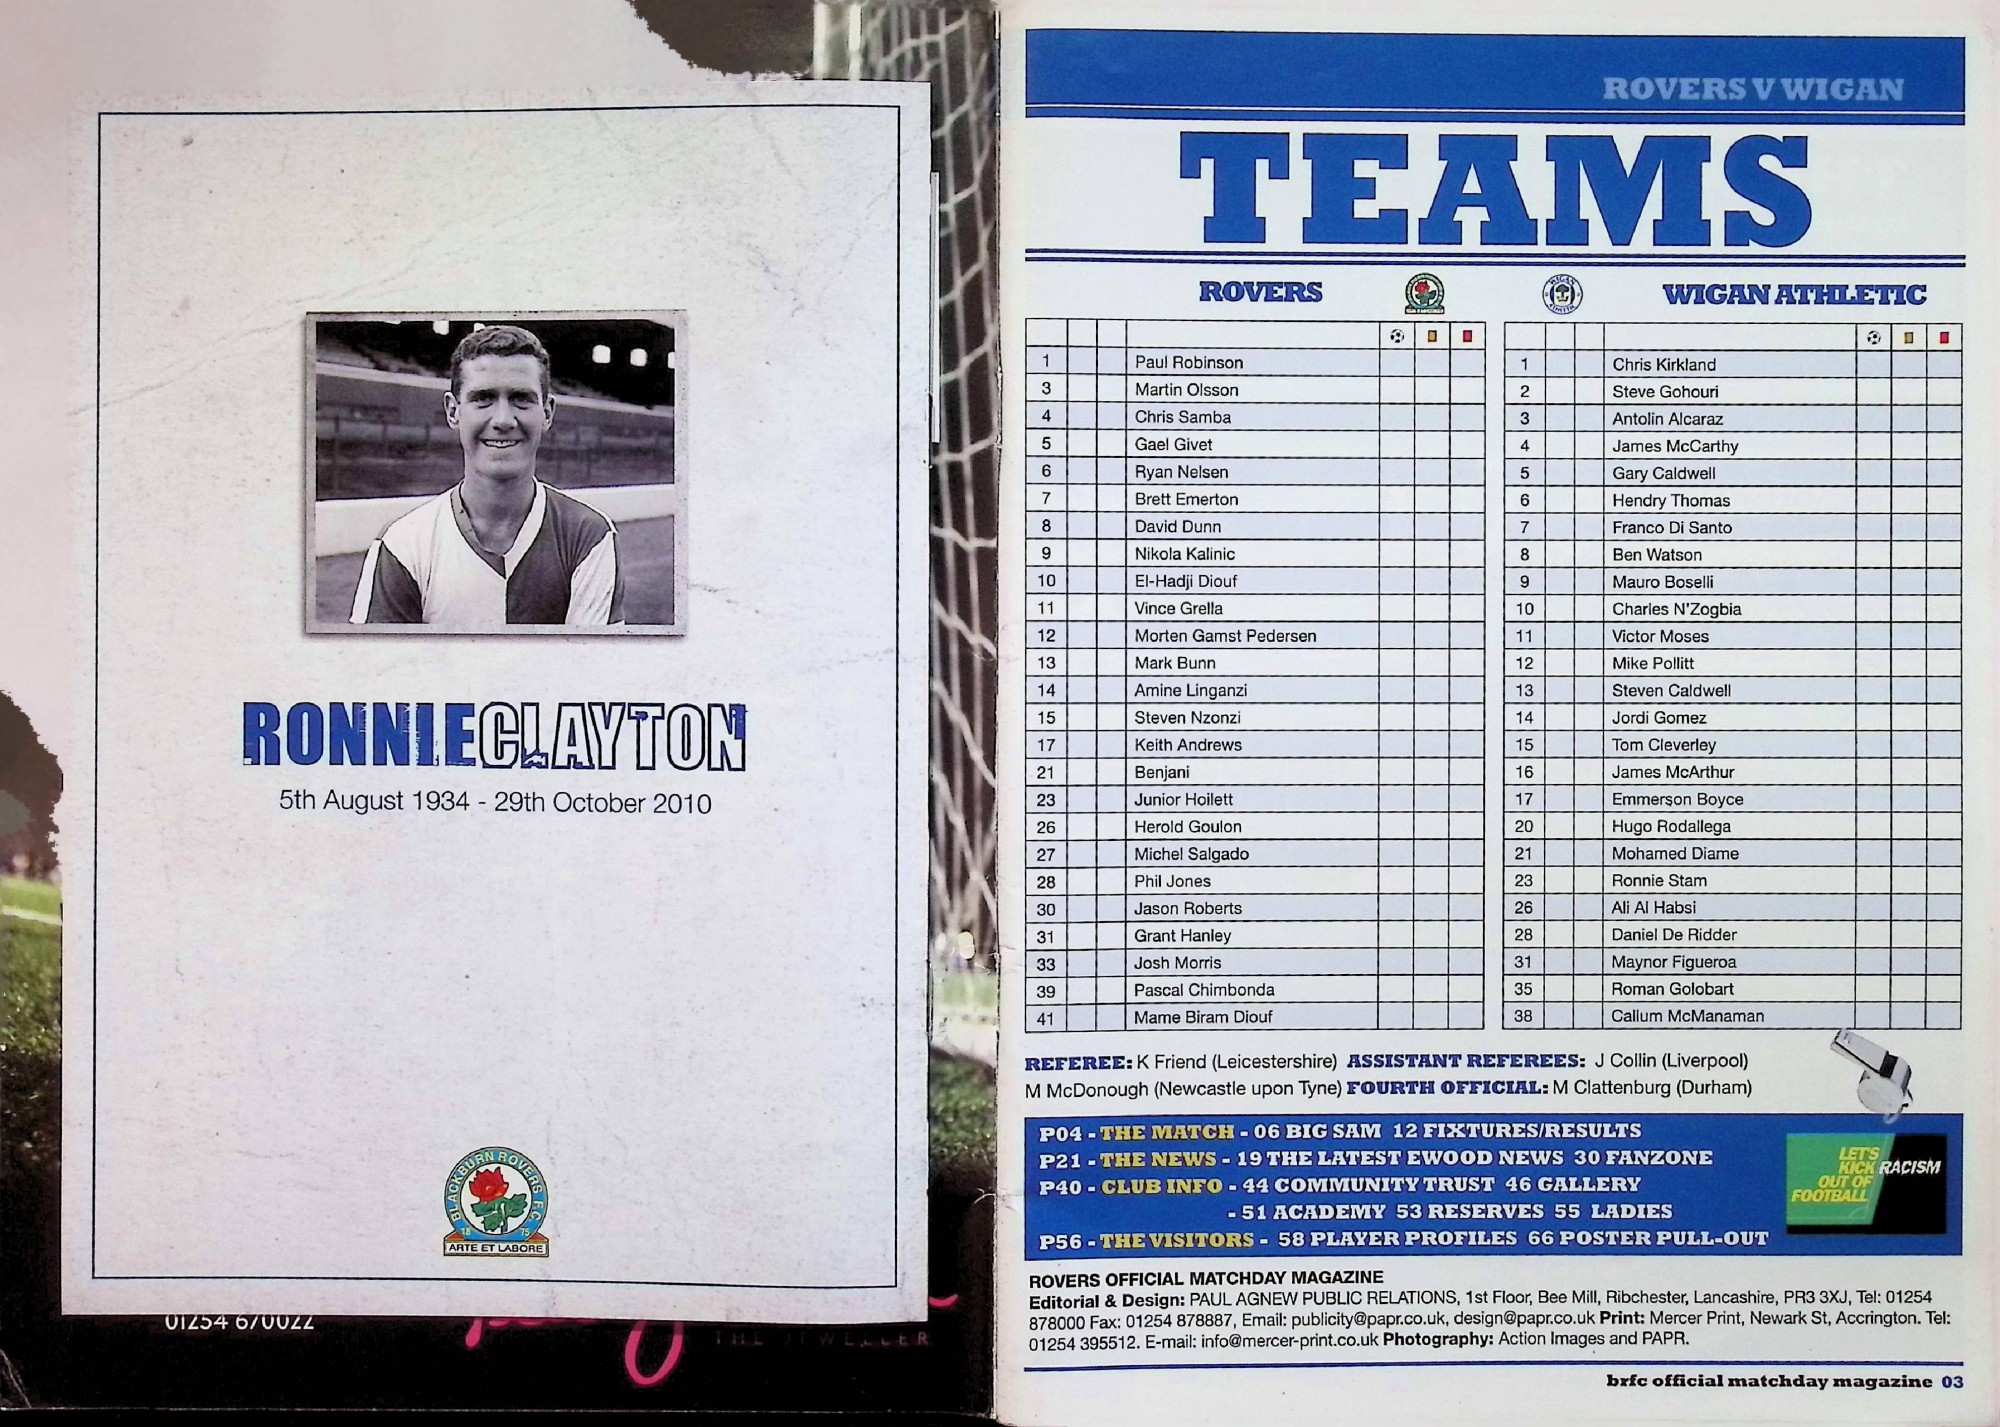 RONNIECLAYTON
5th August 1934 - 29th October 2010
BLACKBURN ROVERS F.C.
18 75
ARTE ET LABORE
01254 670022
THE JEWELLER
ROVERS V WIGAN
TEAMS
ROVERS
1 Paul Robinson
3 Martin Olsson
4 Chris Samba
5 Gael Givet
6 Ryan Nelsen
7 Brett Emerton
8 David Dunn
9 Nikola Kalinic
10 El-Hadji Diouf
11 Vince Grella
12 Morten Gamst Pedersen
13 Mark Bunn
14 Amine Linganzi
15 Steven Nzonzi
17 Keith Andrews
21 Benjani
23 Junior Hoilett
26 Herold Goulon
27 Michel Salgado
28 Phil Jones
30 Jason Roberts
31 Grant Hanley
33 Josh Morris
39 Pascal Chimbonda
41 Mame Biram Diouf
WIGAN ATHLETIC
1 Chris Kirkland
2 Steve Gohouri
3 Antolin Alcaraz
4 James McCarthy
5 Gary Caldwell
6 Hendry Thomas
7 Franco Di Santo
8 Ben Watson
9 Mauro Boselli
10 Charles N'Zogbia
11 Victor Moses
12 Mike Pollitt
13 Steven Caldwell
14 Jordi Gomez
15 Tom Cleverley
16 James McArthur
17 Emmerson Boyce
20 Hugo Rodallega
21 Mohamed Diame
23 Ronnie Stam
26 Ali Al Habsi
28 Daniel De Ridder
31 Maynor Figueroa
35 Roman Golobart
38 Callum McManaman
REFEREE: K Friend (Leicestershire) ASSISTANT REFEREES: J Collin (Liverpool)
M McDonough (Newcastle upon Tyne) FOURTH OFFICIAL: M Clattenburg (Durham)
P04 - THE MATCH - 06 BIG SAM 12 FIXTURES/RESULTS
P21 - THE NEWS - 19 THE LATEST EWOOD NEWS 30 FANZONE
P40 - CLUB INFO - 44 COMMUNITY TRUST 46 GALLERY
- 51 ACADEMY 53 RESERVES 55 LADIES
P56 - THE VISITORS - 58 PLAYER PROFILES 66 POSTER PULL-OUT
LET'S
KICK RACISM
OUT OF
FOOTBALL
ROVERS OFFICIAL MATCHDAY MAGAZINE
Editorial & Design: PAUL AGNEW PUBLIC RELATIONS, 1st Floor, Bee Mill, Ribchester, Lancashire, PR3 3XJ, Tel: 01254
878000 Fax: 01254 878887, Email: publicity@papr.co.uk, design@papr.co.uk Print: Mercer Print, Newark St, Accrington. Tel:
01254 395512. E-mail: info@mercer-print.co.uk Photography: Action Images and PAPR.
brfc official matchday magazine 03